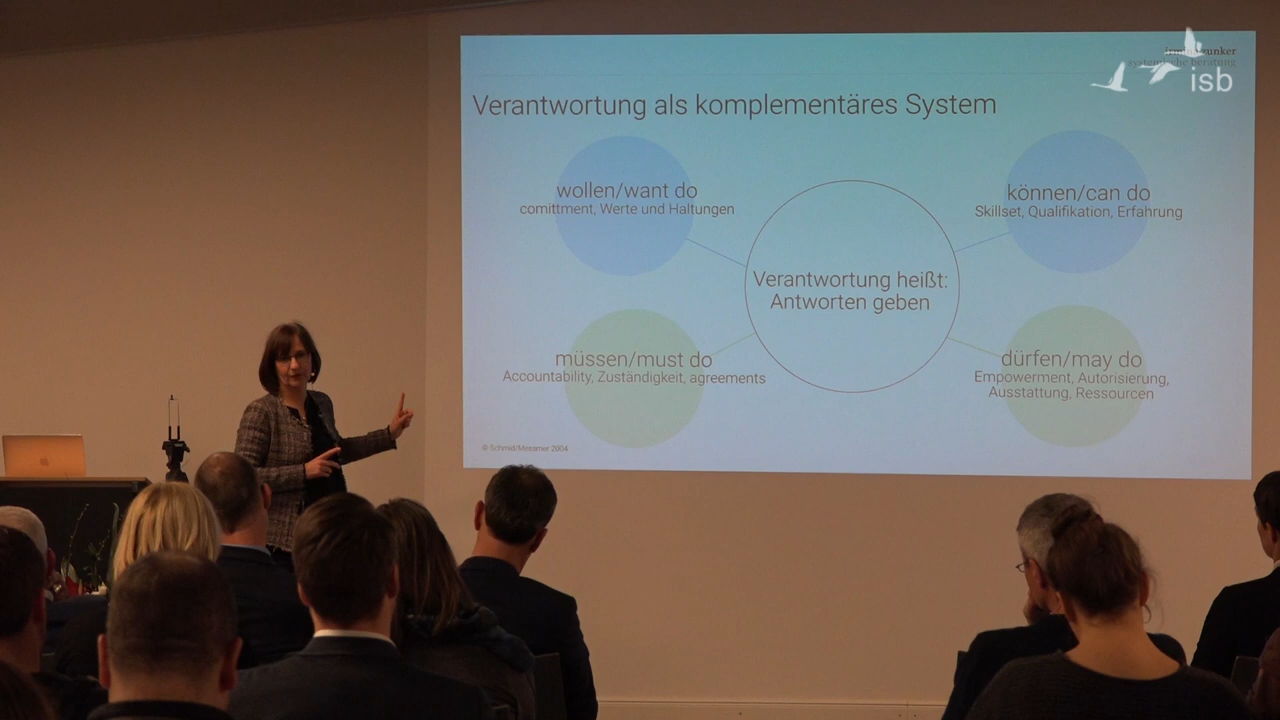 isb
Verantwortung als komplementäres System
wollen/want do
comittment, Werte und Haltungen
können/can do
Skillset, Qualifikation, Erfahrung
Verantwortung heißt:
Antworten geben
müssen/must do
Accountability, Zuständigkeit, agreements
dürfen/may do
Empowerment, Autorisierung,
Ausstattung, Ressourcen
© Schmid/Messmer 2004